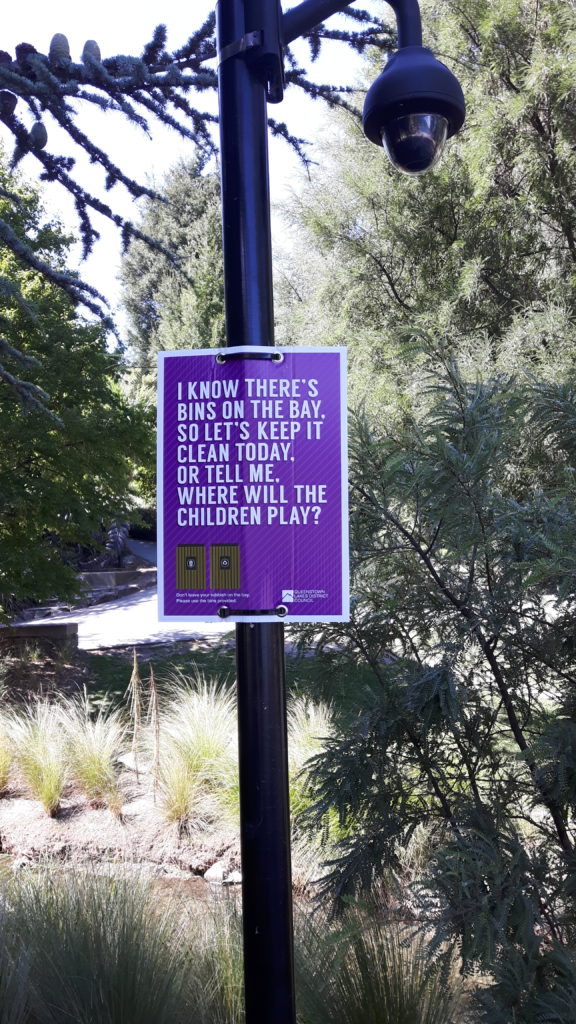 I KNOW THERE'S
BINS ON THE BAY,
SO LET'S KEEP IT
CLEAN TODAY,
OR TELL ME,
WHERE WILL THE
CHILDREN PLAY?
Don't leave your rubbish on the bay.
Please use the bins provided.
QUEENSTOWN
LAKES DISTRICT
COUNCIL